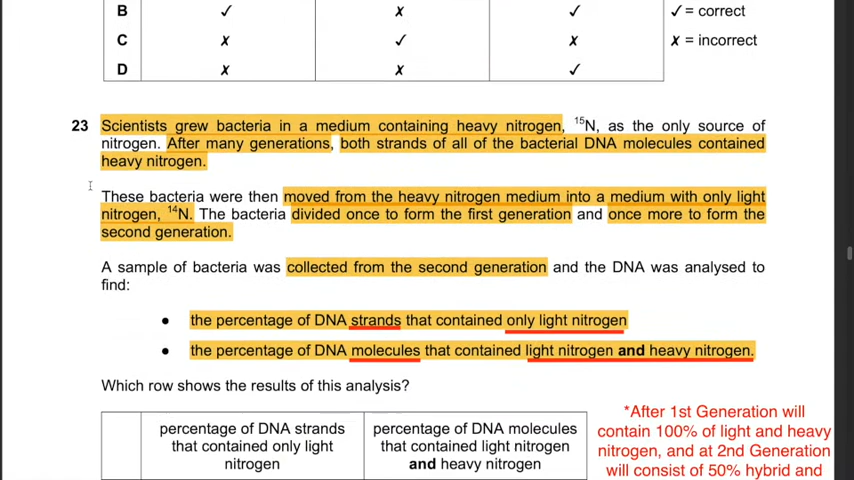 B ✓ ✗ ✓ ✓ = correct
C ✗ ✓ ✗ ✗ = incorrect
D ✗ ✗ ✓
23 Scientists grew bacteria in a medium containing heavy nitrogen, ¹⁵N, as the only source of
nitrogen. After many generations, both strands of all of the bacterial DNA molecules contained
heavy nitrogen.
These bacteria were then moved from the heavy nitrogen medium into a medium with only light
nitrogen, ¹⁴N. The bacteria divided once to form the first generation and once more to form the
second generation.
A sample of bacteria was collected from the second generation and the DNA was analysed to
find:
• the percentage of DNA strands that contained only light nitrogen
• the percentage of DNA molecules that contained light nitrogen and heavy nitrogen.
Which row shows the results of this analysis?
percentage of DNA strands
that contained only light
nitrogen
percentage of DNA molecules
that contained light nitrogen
and heavy nitrogen
*After 1st Generation will
contain 100% of light and heavy
nitrogen, and at 2nd Generation
will consist of 50% hybrid and